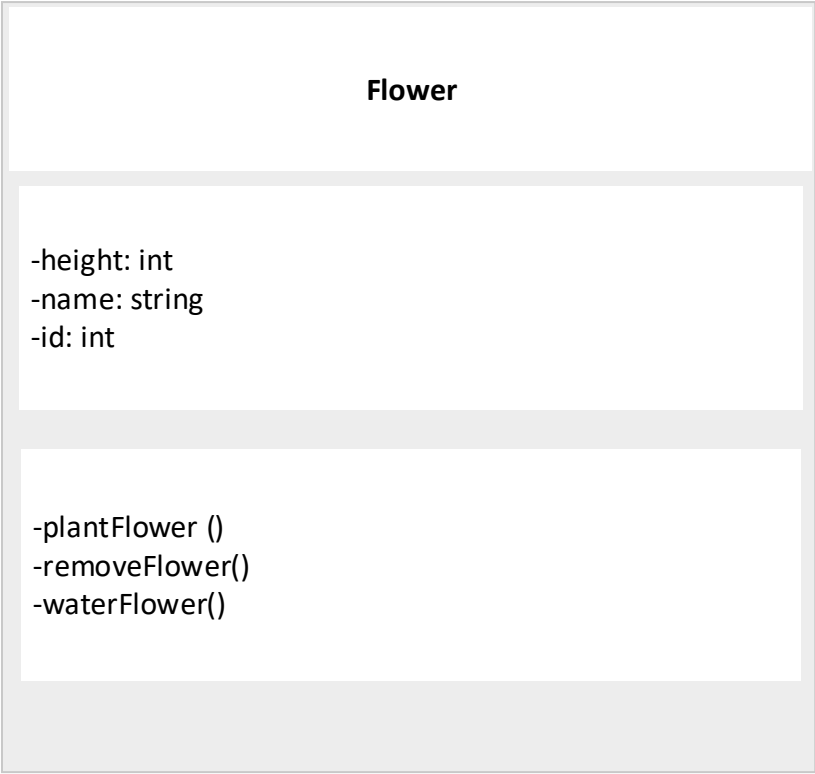 Flower
-height: int
-name: string
-id: int
-plantFlower ()
-removeFlower()
-waterFlower()